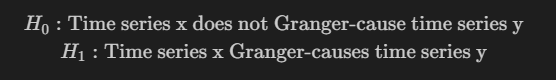 H₀ : Time series x does not Granger-cause time series y
H₁ : Time series x Granger-causes time series y